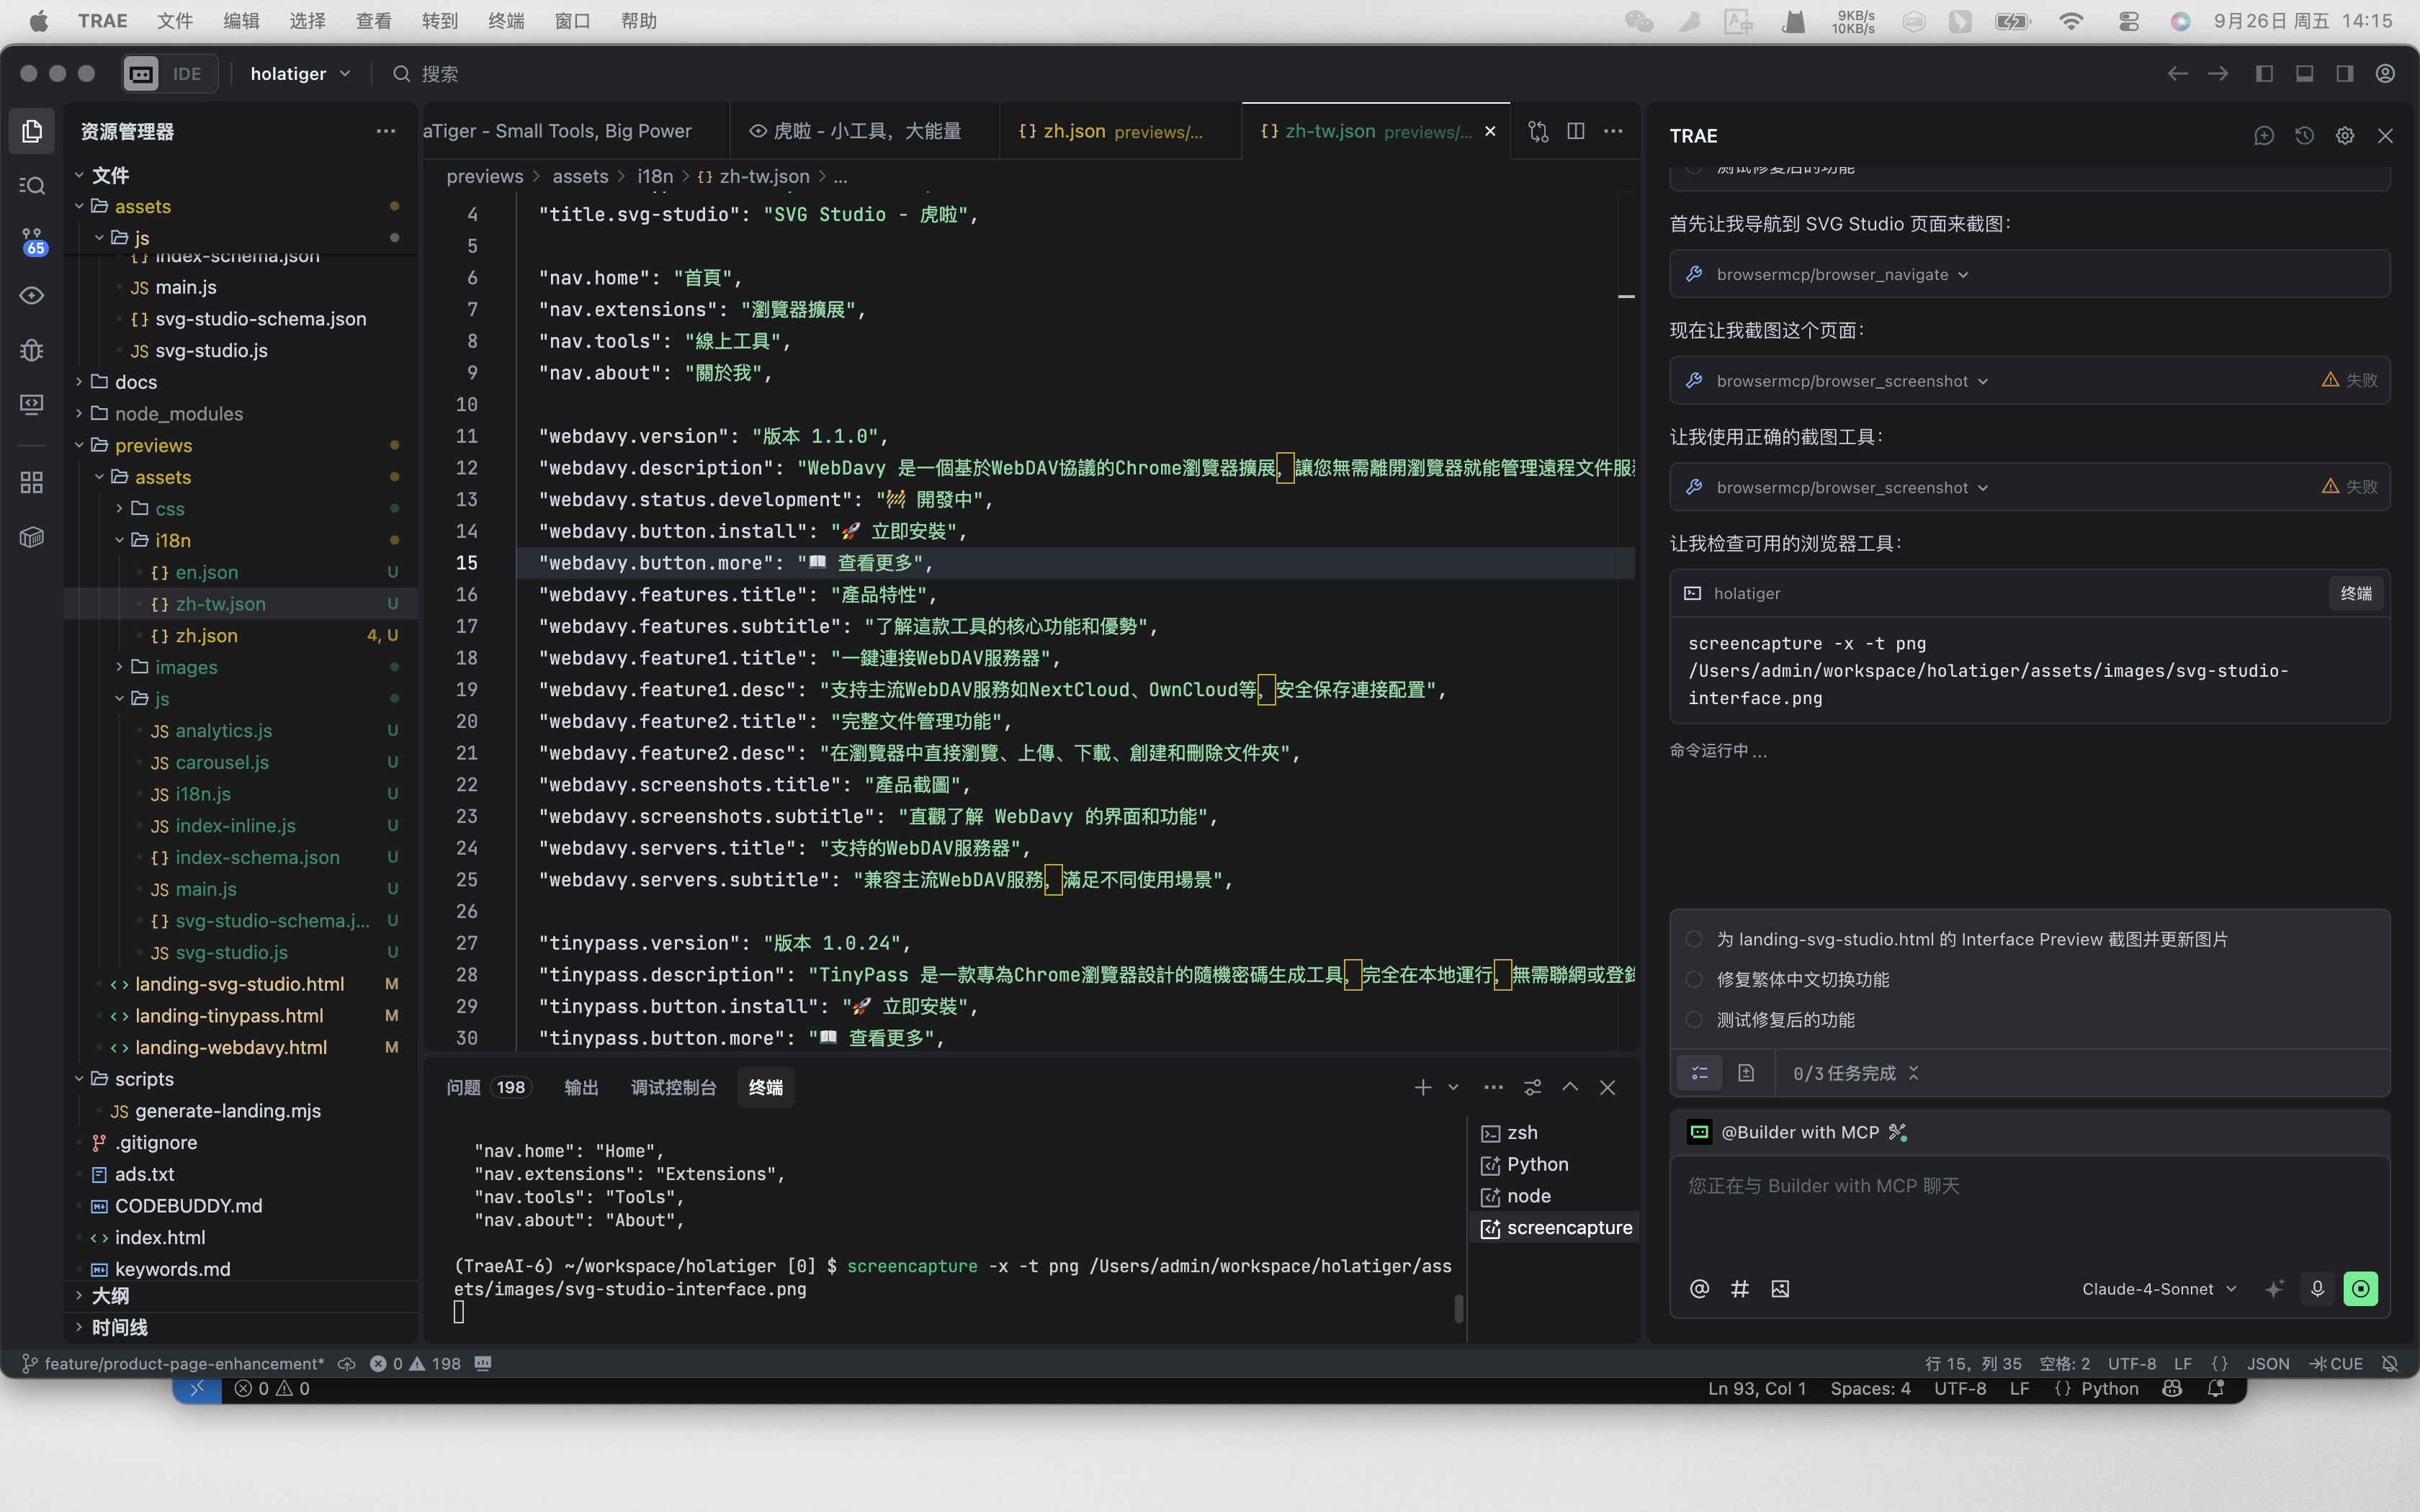 TRAE 文件 编辑 选择 查看 转到 终端 窗口 帮助
9KB/s
10KB/s
9月26日 周五 14:15
IDE holatiger 搜索
资源管理器
文件
assets
js
index-schema.json
main.js
svg-studio-schema.json
svg-studio.js
docs
node_modules
previews
assets
css
i18n
en.json U
zh-tw.json U
zh.json 4, U
images
js
analytics.js U
carousel.js U
i18n.js U
index-inline.js U
index-schema.json U
main.js U
svg-studio-schema.j... U
svg-studio.js U
landing-svg-studio.html M
landing-tinypass.html M
landing-webdavy.html M
scripts
generate-landing.mjs
.gitignore
ads.txt
CODEBUDDY.md
index.html
keywords.md
大纲
时间线
65
aTiger - Small Tools, Big Power
虎啦 - 小工具，大能量
zh.json previews/...
zh-tw.json previews/...
previews > assets > i18n > {} zh-tw.json > ...
4 "title.svg-studio": "SVG Studio - 虎啦",
5
6 "nav.home": "首頁",
7 "nav.extensions": "瀏覽器擴展",
8 "nav.tools": "線上工具",
9 "nav.about": "關於我",
10
11 "webdavy.version": "版本 1.1.0",
12 "webdavy.description": "WebDavy 是一個基於WebDAV協議的Chrome瀏覽器擴展，讓您無需離開瀏覽器就能管理遠程文件服
13 "webdavy.status.development": "🚧 開發中",
14 "webdavy.button.install": "🚀 立即安裝",
15 "webdavy.button.more": "📖 查看更多",
16 "webdavy.features.title": "產品特性",
17 "webdavy.features.subtitle": "了解這款工具的核心功能和優勢",
18 "webdavy.feature1.title": "一鍵連接WebDAV服務器",
19 "webdavy.feature1.desc": "支持主流WebDAV服務如NextCloud、OwnCloud等，安全保存連接配置",
20 "webdavy.feature2.title": "完整文件管理功能",
21 "webdavy.feature2.desc": "在瀏覽器中直接瀏覽、上傳、下載、創建和刪除文件夾",
22 "webdavy.screenshots.title": "產品截圖",
23 "webdavy.screenshots.subtitle": "直觀了解 WebDavy 的界面和功能",
24 "webdavy.servers.title": "支持的WebDAV服務器",
25 "webdavy.servers.subtitle": "兼容主流WebDAV服務，滿足不同使用場景",
26
27 "tinypass.version": "版本 1.0.24",
28 "tinypass.description": "TinyPass 是一款專為Chrome瀏覽器設計的隨機密碼生成工具，完全在本地運行，無需聯網或登錄
29 "tinypass.button.install": "🚀 立即安裝",
30 "tinypass.button.more": "📖 查看更多",
问题 198 输出 调试控制台 终端
"nav.home": "Home",
"nav.extensions": "Extensions",
"nav.tools": "Tools",
"nav.about": "About",
(TraeAI-6) ~/workspace/holatiger [0] $ screencapture -x -t png /Users/admin/workspace/holatiger/ass
ets/images/svg-studio-interface.png
zsh
Python
node
screencapture
TRAE
测试修复后的功能
首先让我导航到 SVG Studio 页面来截图：
browsermcp/browser_navigate
现在让我截图这个页面：
browsermcp/browser_screenshot 失败
让我使用正确的截图工具：
browsermcp/browser_screenshot 失败
让我检查可用的浏览器工具：
holatiger 终端
screencapture -x -t png
/Users/admin/workspace/holatiger/assets/images/svg-studio-
interface.png
命令运行中 ...
为 landing-svg-studio.html 的 Interface Preview 截图并更新图片
修复繁体中文切换功能
测试修复后的功能
0/3 任务完成
@Builder with MCP
您正在与 Builder with MCP 聊天
Claude-4-Sonnet
feature/product-page-enhancement* 0 198
行 15，列 35 空格: 2 UTF-8 LF {} JSON CUE
0 0
Ln 93, Col 1 Spaces: 4 UTF-8 LF {} Python